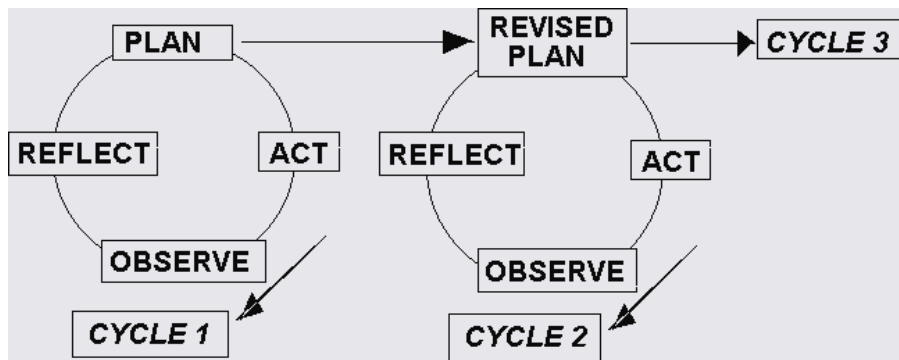 PLAN
REVISED
PLAN
CYCLE 3
REFLECT
ACT
REFLECT
ACT
OBSERVE
OBSERVE
CYCLE 1
CYCLE 2